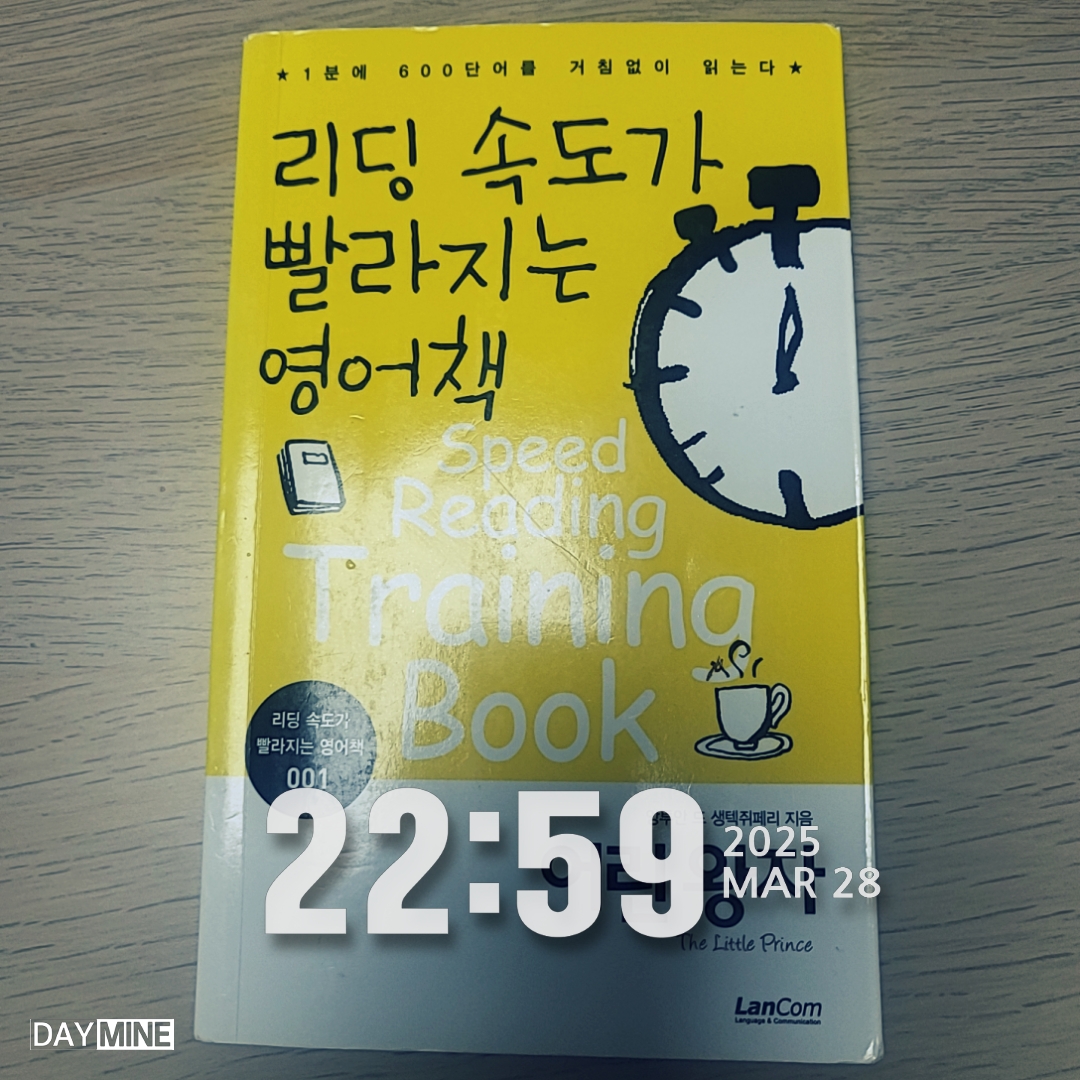 ★1분에 600단어를 거침없이 읽는다★
리딩 속도가
빨라지는
영어책
Speed
Reading
Training
Book
리딩 속도가
빨라지는 영어책
001
생텍쥐페리 지음
왕자
The Little Prince
22:59
2025
MAR 28
LanCom
Language & Communication
DAYMINE